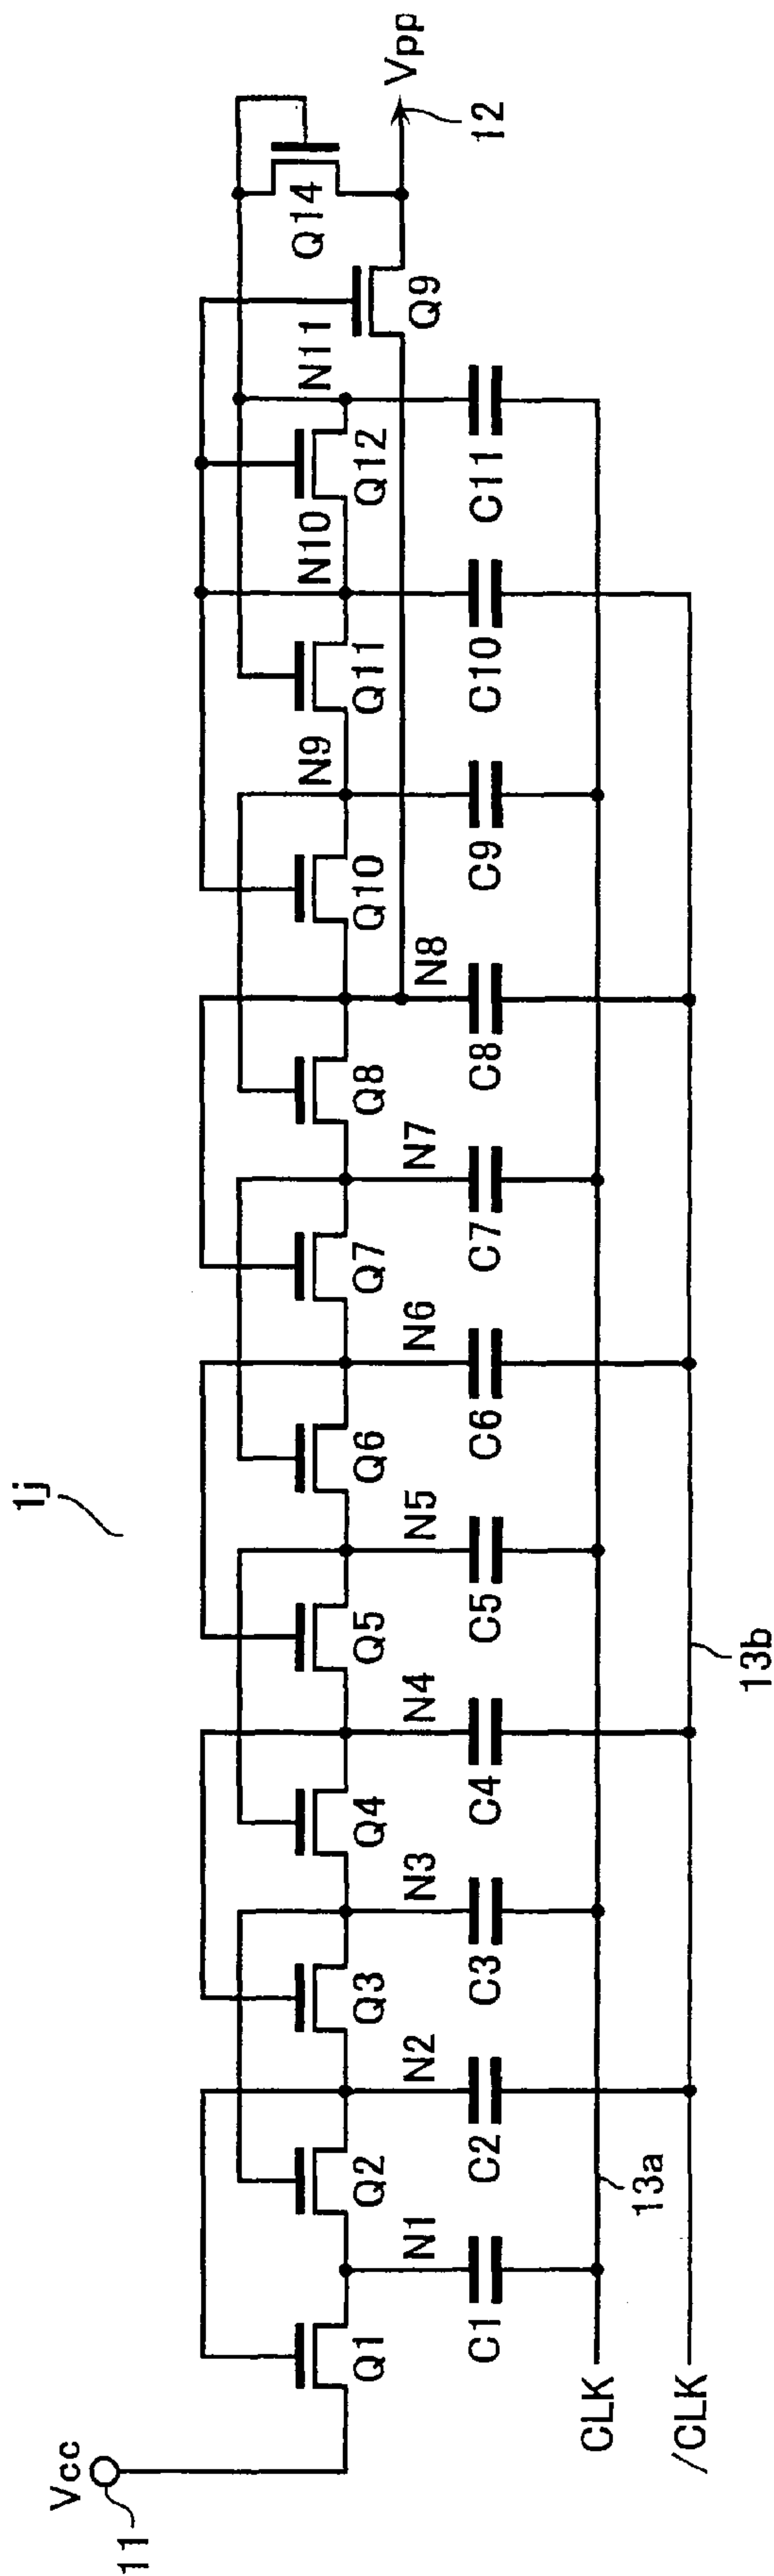 1j
Vcc
11
Vpp
12
Q14
Q9
N11
Q12
N10
Q11
N9
Q10
N8
Q8
N7
Q7
N6
Q6
N5
Q5
N4
Q4
N3
Q3
N2
Q2
N1
Q1
C1
C2
C3
C4
C5
C6
C7
C8
C9
C10
C11
CLK
13a
/CLK
13b